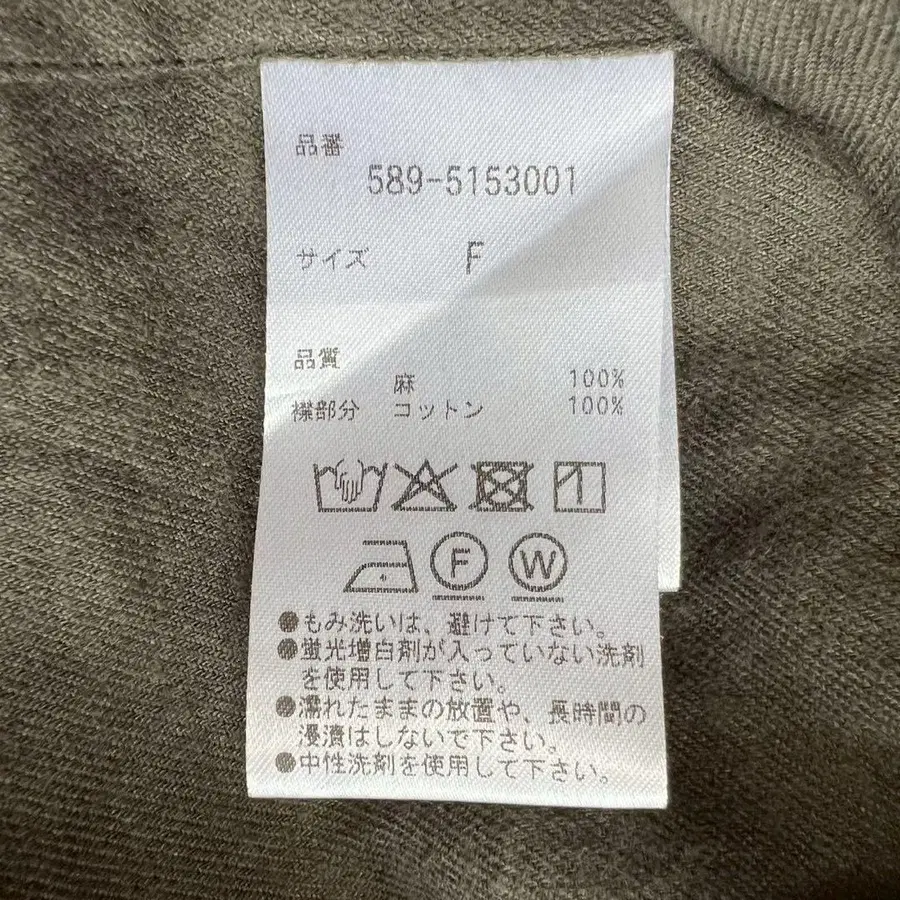 品番
589-5153001
サイズ F
品質
麻 100%
襟部分 コットン 100%
F W
●もみ洗いは、避けて下さい。
●蛍光増白剤が入っていない洗剤
を使用して下さい。
●濡れたままの放置や、長時間の
浸漬はしないで下さい。
●中性洗剤を使用して下さい。